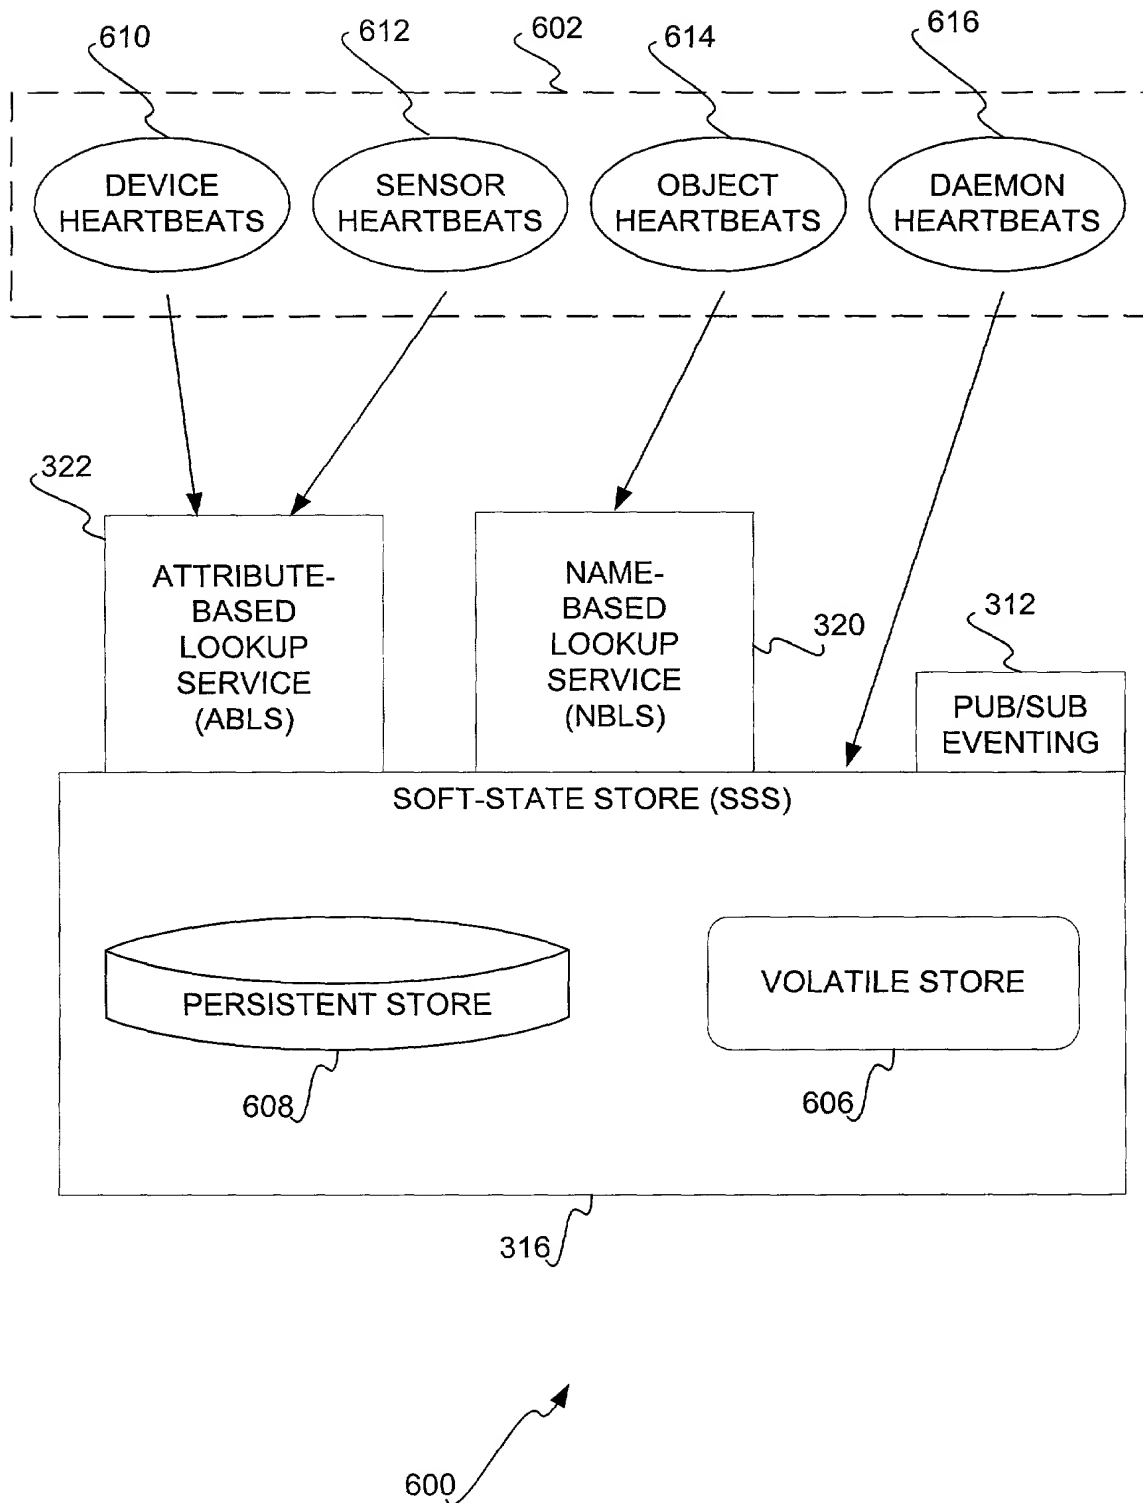 610
612
602
614
616
DEVICE
HEARTBEATS
SENSOR
HEARTBEATS
OBJECT
HEARTBEATS
DAEMON
HEARTBEATS
322
ATTRIBUTE-
BASED
LOOKUP
SERVICE
(ABLS)
NAME-
BASED
LOOKUP
SERVICE
(NBLS)
320
312
PUB/SUB
EVENTING
SOFT-STATE STORE (SSS)
PERSISTENT STORE
VOLATILE STORE
608
606
316
600